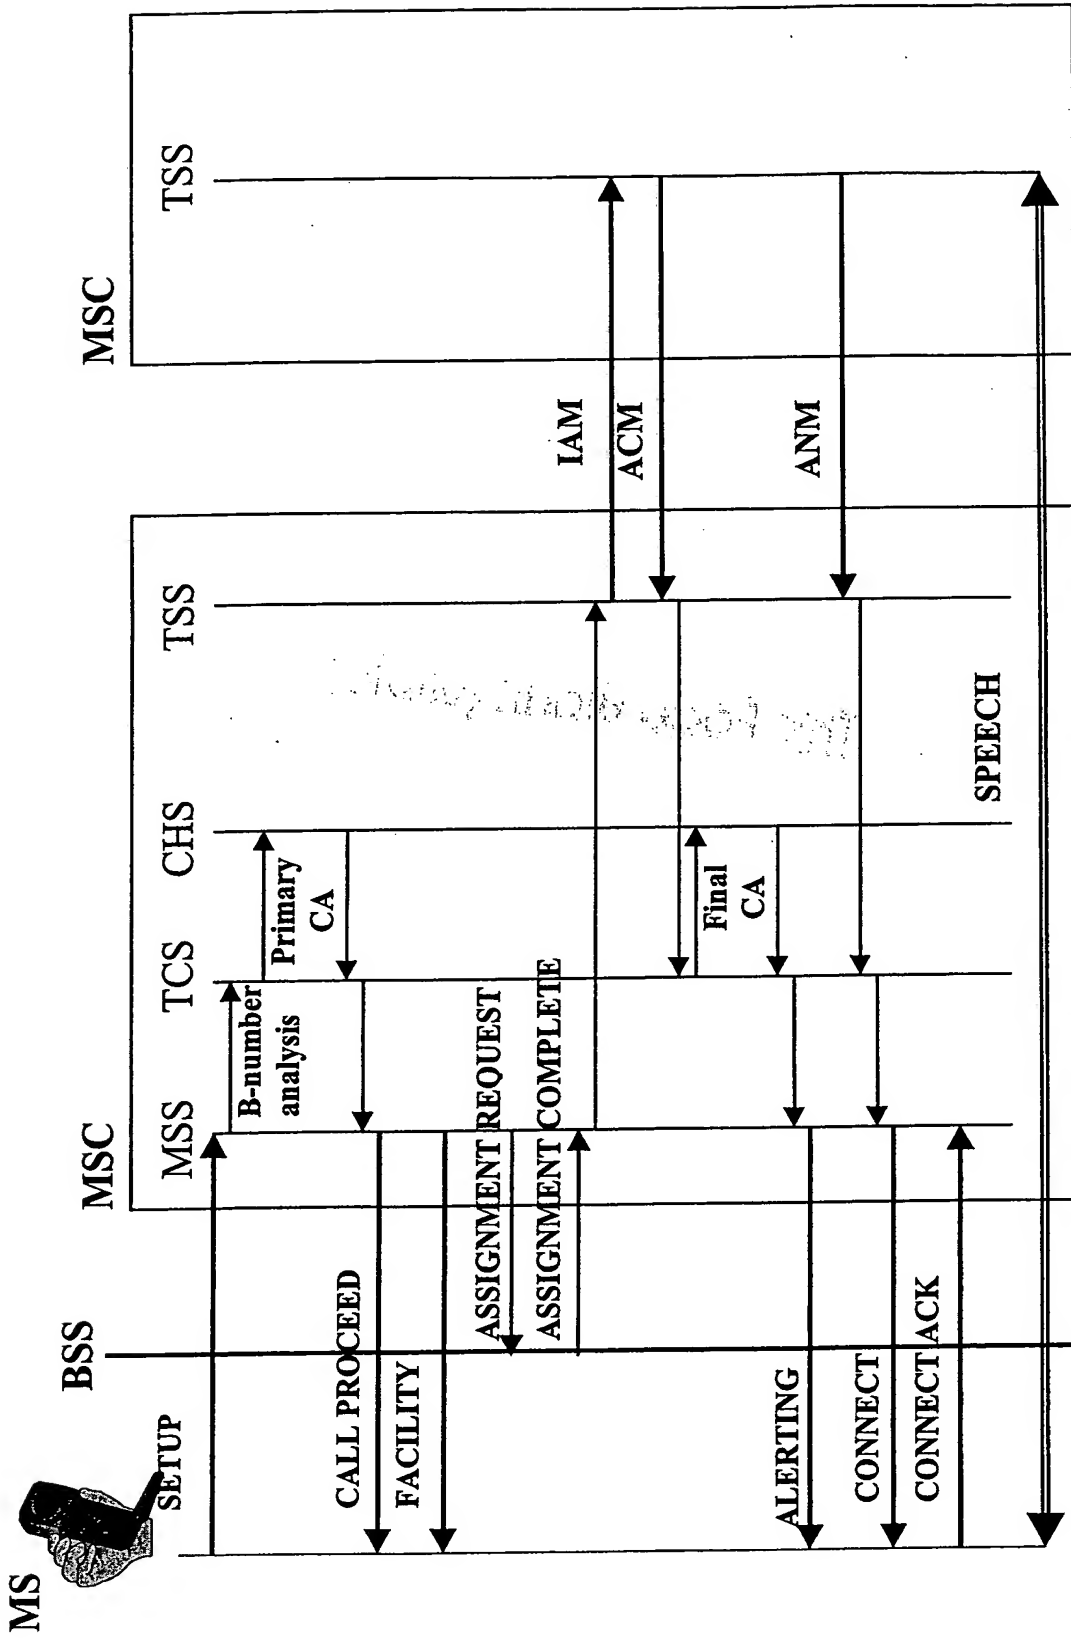 MS
BSS
MSC
MSC
MSS
TCS
CHS
TSS
TSS
SETUP
B-number
analysis
Primary
CA
CALL PROCEED
FACILITY
ASSIGNMENT REQUEST
ASSIGNMENT COMPLETE
IAM
ACM
Final
CA
ALERTING
ANM
CONNECT
CONNECT ACK
SPEECH